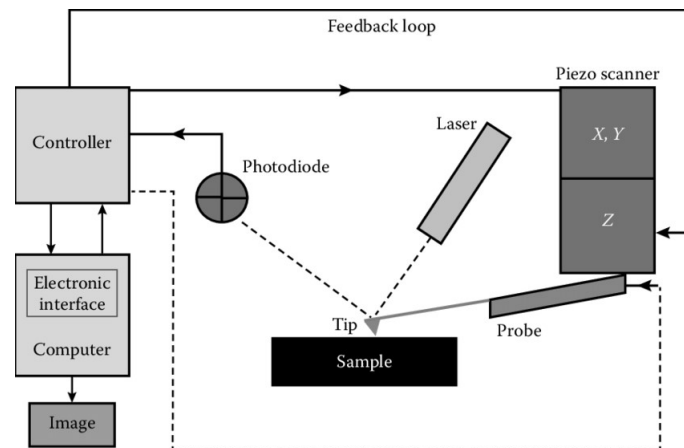 Feedback loop
Piezo scanner
Controller
Laser
X, Y
Photodiode
Z
Electronic
interface
Tip
Probe
Computer
Sample
Image